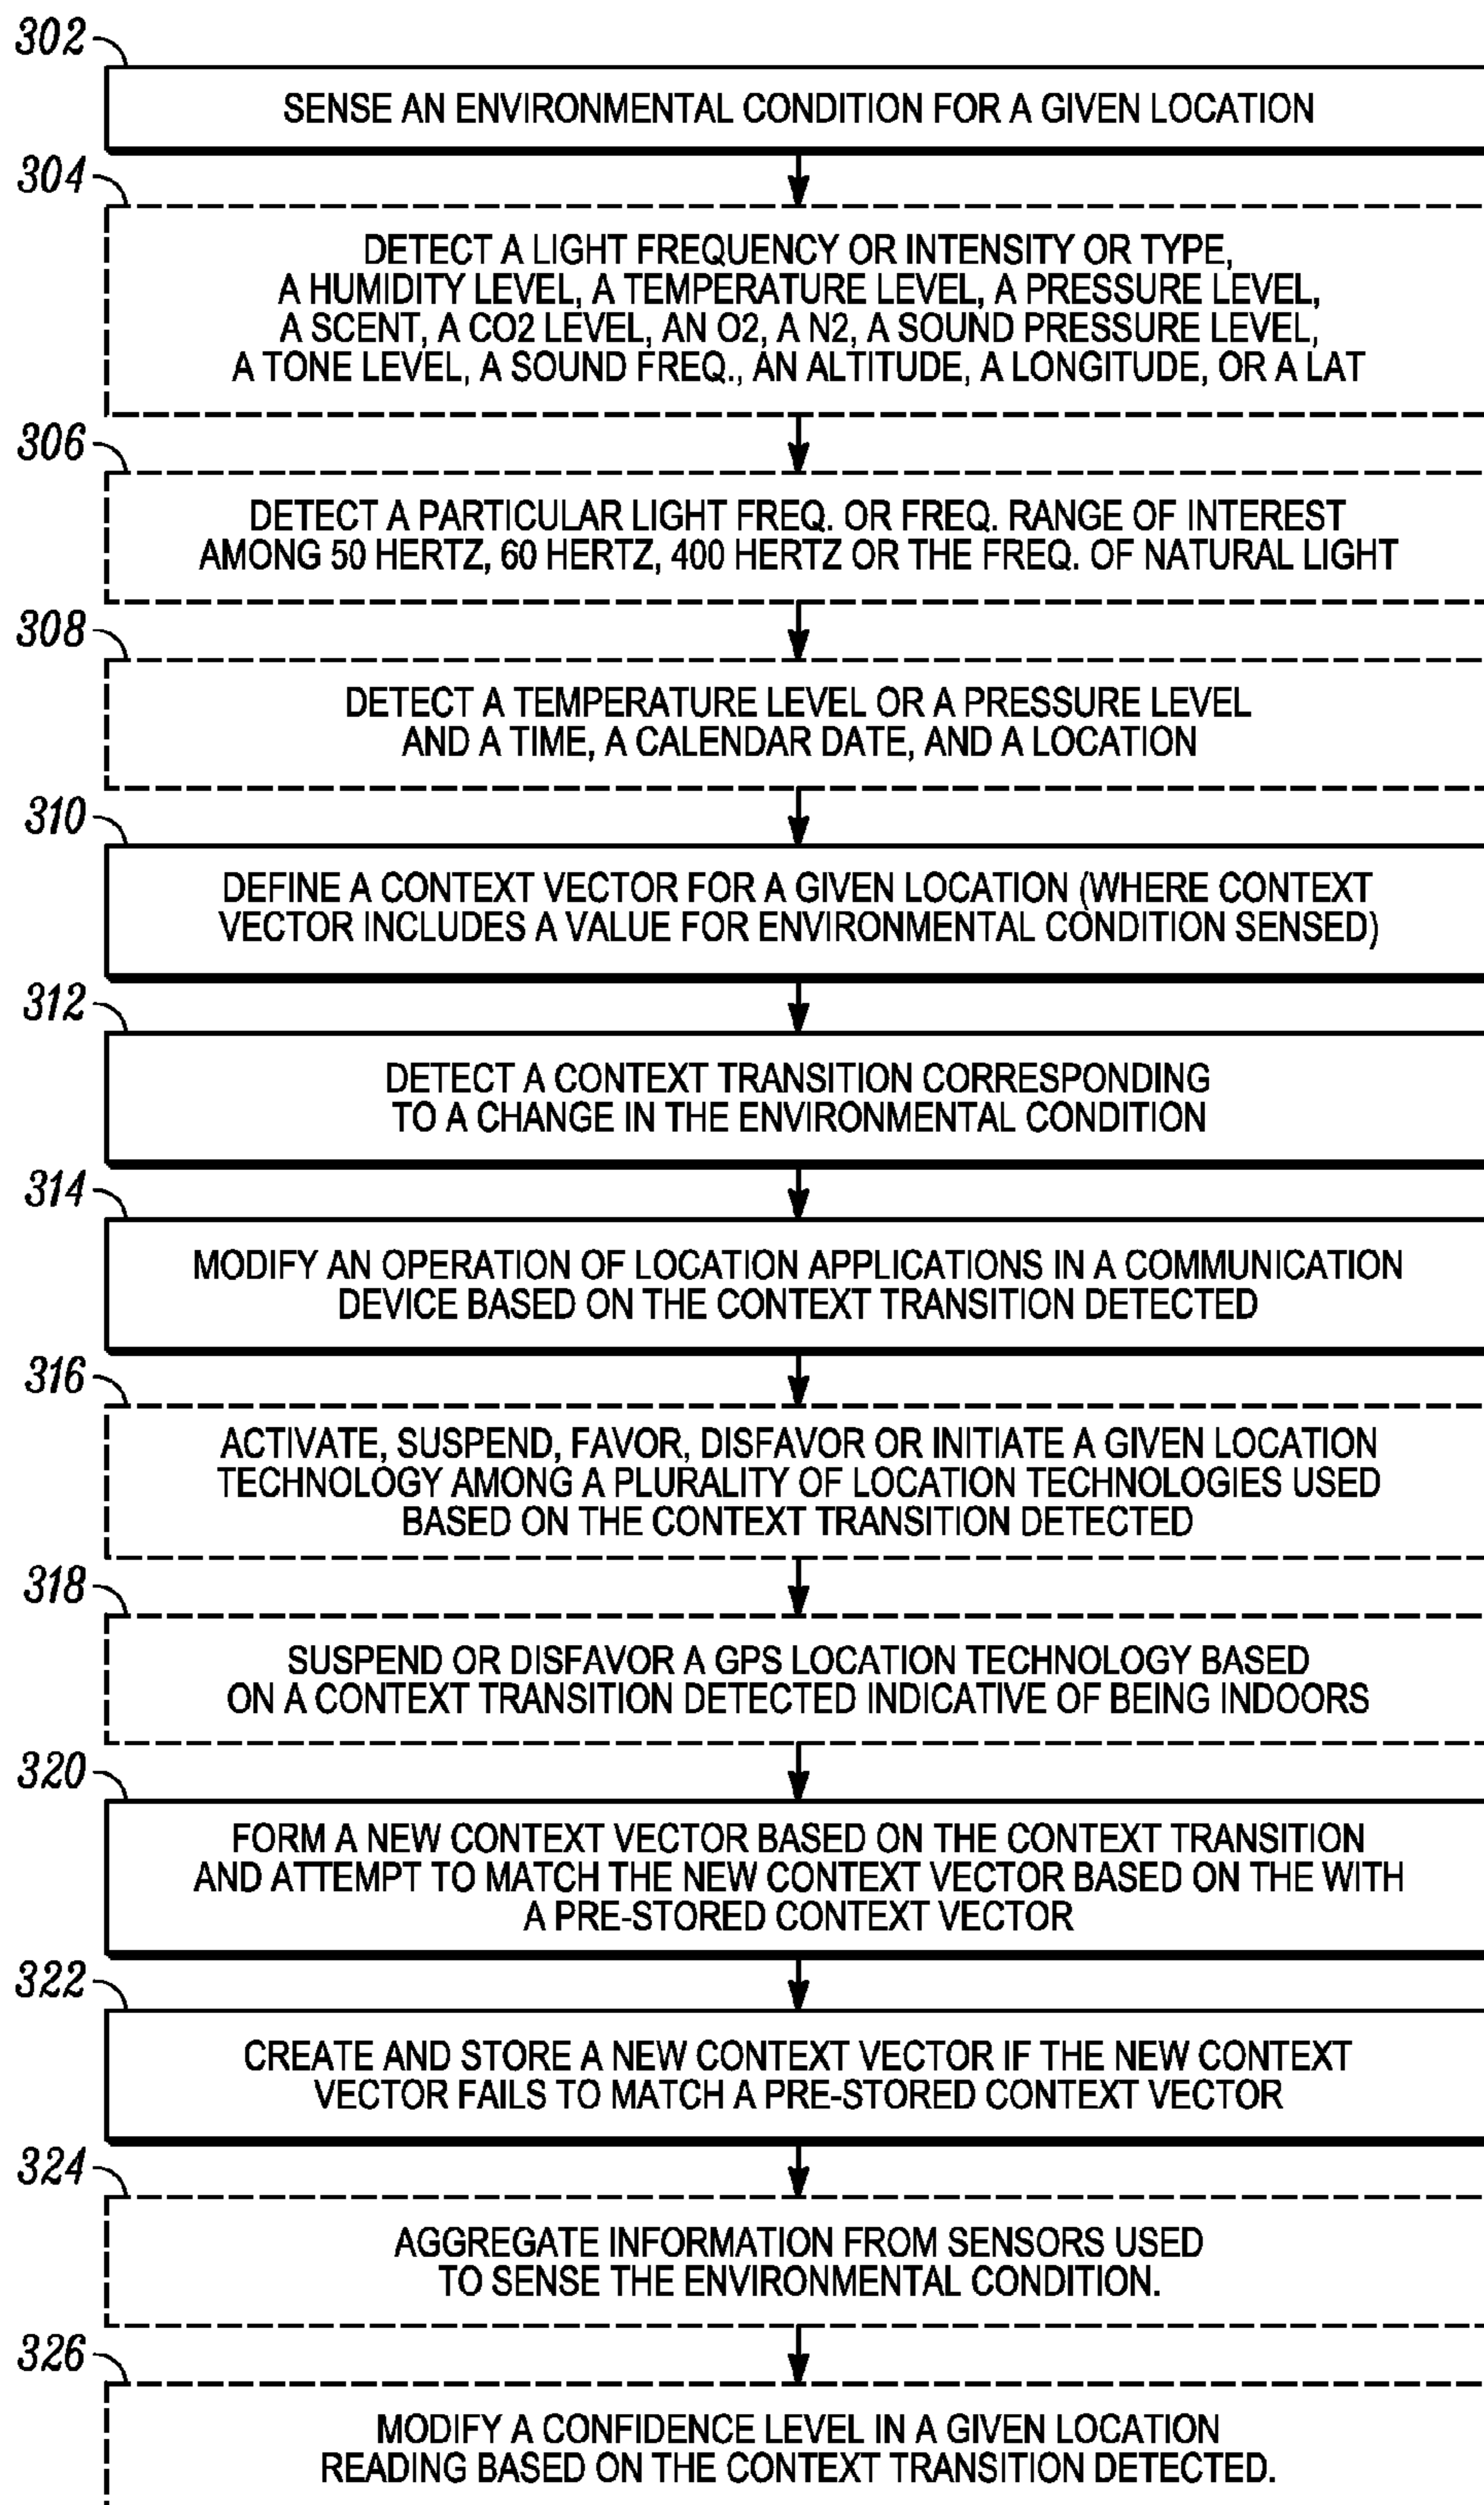 302
SENSE AN ENVIRONMENTAL CONDITION FOR A GIVEN LOCATION
304
DETECT A LIGHT FREQUENCY OR INTENSITY OR TYPE,
A HUMIDITY LEVEL, A TEMPERATURE LEVEL, A PRESSURE LEVEL,
A SCENT, A CO2 LEVEL, AN O2, A N2, A SOUND PRESSURE LEVEL,
A TONE LEVEL, A SOUND FREQ., AN ALTITUDE, A LONGITUDE, OR A LAT
306
DETECT A PARTICULAR LIGHT FREQ. OR FREQ. RANGE OF INTEREST
AMONG 50 HERTZ, 60 HERTZ, 400 HERTZ OR THE FREQ. OF NATURAL LIGHT
308
DETECT A TEMPERATURE LEVEL OR A PRESSURE LEVEL
AND A TIME, A CALENDAR DATE, AND A LOCATION
310
DEFINE A CONTEXT VECTOR FOR A GIVEN LOCATION (WHERE CONTEXT
VECTOR INCLUDES A VALUE FOR ENVIRONMENTAL CONDITION SENSED)
312
DETECT A CONTEXT TRANSITION CORRESPONDING
TO A CHANGE IN THE ENVIRONMENTAL CONDITION
314
MODIFY AN OPERATION OF LOCATION APPLICATIONS IN A COMMUNICATION
DEVICE BASED ON THE CONTEXT TRANSITION DETECTED
316
ACTIVATE, SUSPEND, FAVOR, DISFAVOR OR INITIATE A GIVEN LOCATION
TECHNOLOGY AMONG A PLURALITY OF LOCATION TECHNOLOGIES USED
BASED ON THE CONTEXT TRANSITION DETECTED
318
SUSPEND OR DISFAVOR A GPS LOCATION TECHNOLOGY BASED
ON A CONTEXT TRANSITION DETECTED INDICATIVE OF BEING INDOORS
320
FORM A NEW CONTEXT VECTOR BASED ON THE CONTEXT TRANSITION
AND ATTEMPT TO MATCH THE NEW CONTEXT VECTOR BASED ON THE WITH
A PRE-STORED CONTEXT VECTOR
322
CREATE AND STORE A NEW CONTEXT VECTOR IF THE NEW CONTEXT
VECTOR FAILS TO MATCH A PRE-STORED CONTEXT VECTOR
324
AGGREGATE INFORMATION FROM SENSORS USED
TO SENSE THE ENVIRONMENTAL CONDITION.
326
MODIFY A CONFIDENCE LEVEL IN A GIVEN LOCATION
READING BASED ON THE CONTEXT TRANSITION DETECTED.